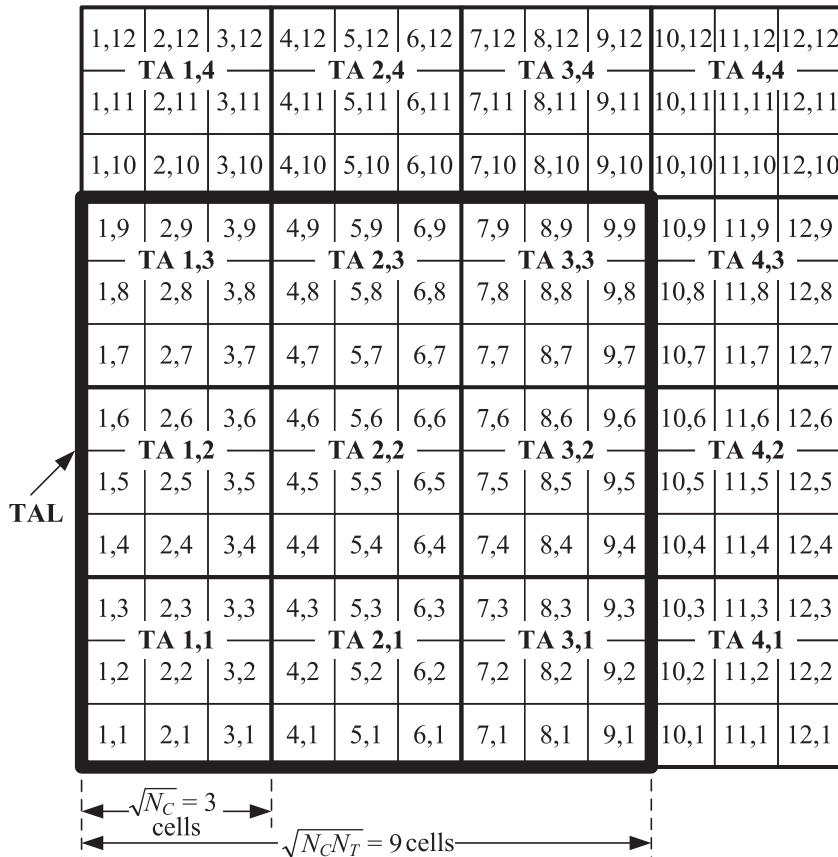 1,12 2,12 3,12 4,12 5,12 6,12 7,12 8,12 9,12 10,12 11,12 12,12
TA 1,4 TA 2,4 TA 3,4 TA 4,4
1,11 2,11 3,11 4,11 5,11 6,11 7,11 8,11 9,11 10,11 11,11 12,11
1,10 2,10 3,10 4,10 5,10 6,10 7,10 8,10 9,10 10,10 11,10 12,10
1,9 2,9 3,9 4,9 5,9 6,9 7,9 8,9 9,9 10,9 11,9 12,9
TA 1,3 TA 2,3 TA 3,3 TA 4,3
1,8 2,8 3,8 4,8 5,8 6,8 7,8 8,8 9,8 10,8 11,8 12,8
1,7 2,7 3,7 4,7 5,7 6,7 7,7 8,7 9,7 10,7 11,7 12,7
1,6 2,6 3,6 4,6 5,6 6,6 7,6 8,6 9,6 10,6 11,6 12,6
TA 1,2 TA 2,2 TA 3,2 TA 4,2
1,5 2,5 3,5 4,5 5,5 6,5 7,5 8,5 9,5 10,5 11,5 12,5
TAL
1,4 2,4 3,4 4,4 5,4 6,4 7,4 8,4 9,4 10,4 11,4 12,4
1,3 2,3 3,3 4,3 5,3 6,3 7,3 8,3 9,3 10,3 11,3 12,3
TA 1,1 TA 2,1 TA 3,1 TA 4,1
1,2 2,2 3,2 4,2 5,2 6,2 7,2 8,2 9,2 10,2 11,2 12,2
1,1 2,1 3,1 4,1 5,1 6,1 7,1 8,1 9,1 10,1 11,1 12,1
√N_C = 3
cells
√N_C N_T = 9 cells